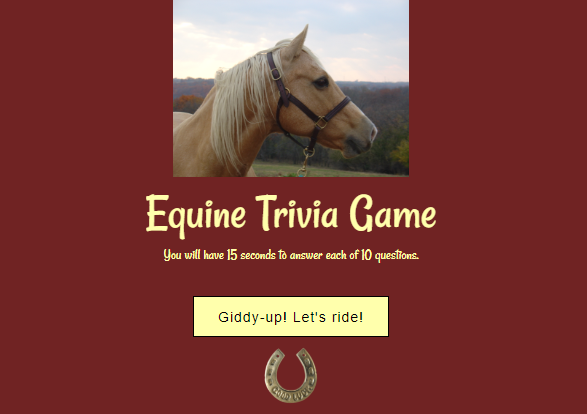 Equine Trivia Game
You will have 15 seconds to answer each of 10 questions.
Giddy-up! Let's ride!
GOOD LUCK